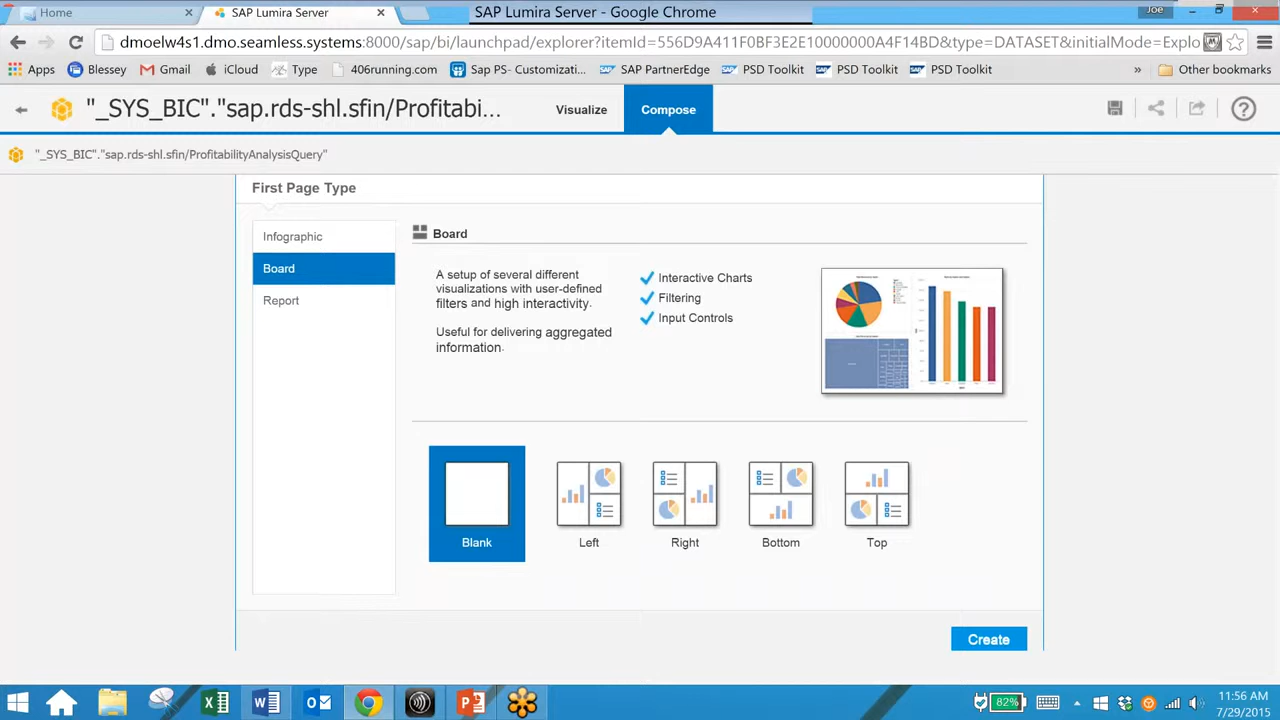 Home
SAP Lumira Server
SAP Lumira Server - Google Chrome
Joe
dmoelw4s1.dmo.seamless.systems:8000/sap/bi/launchpad/explorer?itemId=556D9A411F0BF3E2E10000000A4F14BD&type=DATASET&initialMode=Explo
Apps
Blessey
Gmail
iCloud
Type
406running.com
Sap PS- Customizati...
SAP PartnerEdge
PSD Toolkit
PSD Toolkit
PSD Toolkit
»
Other bookmarks
"_SYS_BIC"."sap.rds-shl.sfin/Profitabi...
Visualize
Compose
"_SYS_BIC"."sap.rds-shl.sfin/ProfitabilityAnalysisQuery"
First Page Type
Infographic
Board
Report
Board
A setup of several different
visualizations with user-defined
filters and high interactivity.
Useful for delivering aggregated
information.
Interactive Charts
Filtering
Input Controls
Blank
Left
Right
Bottom
Top
Create
82%
11:56 AM
7/29/2015